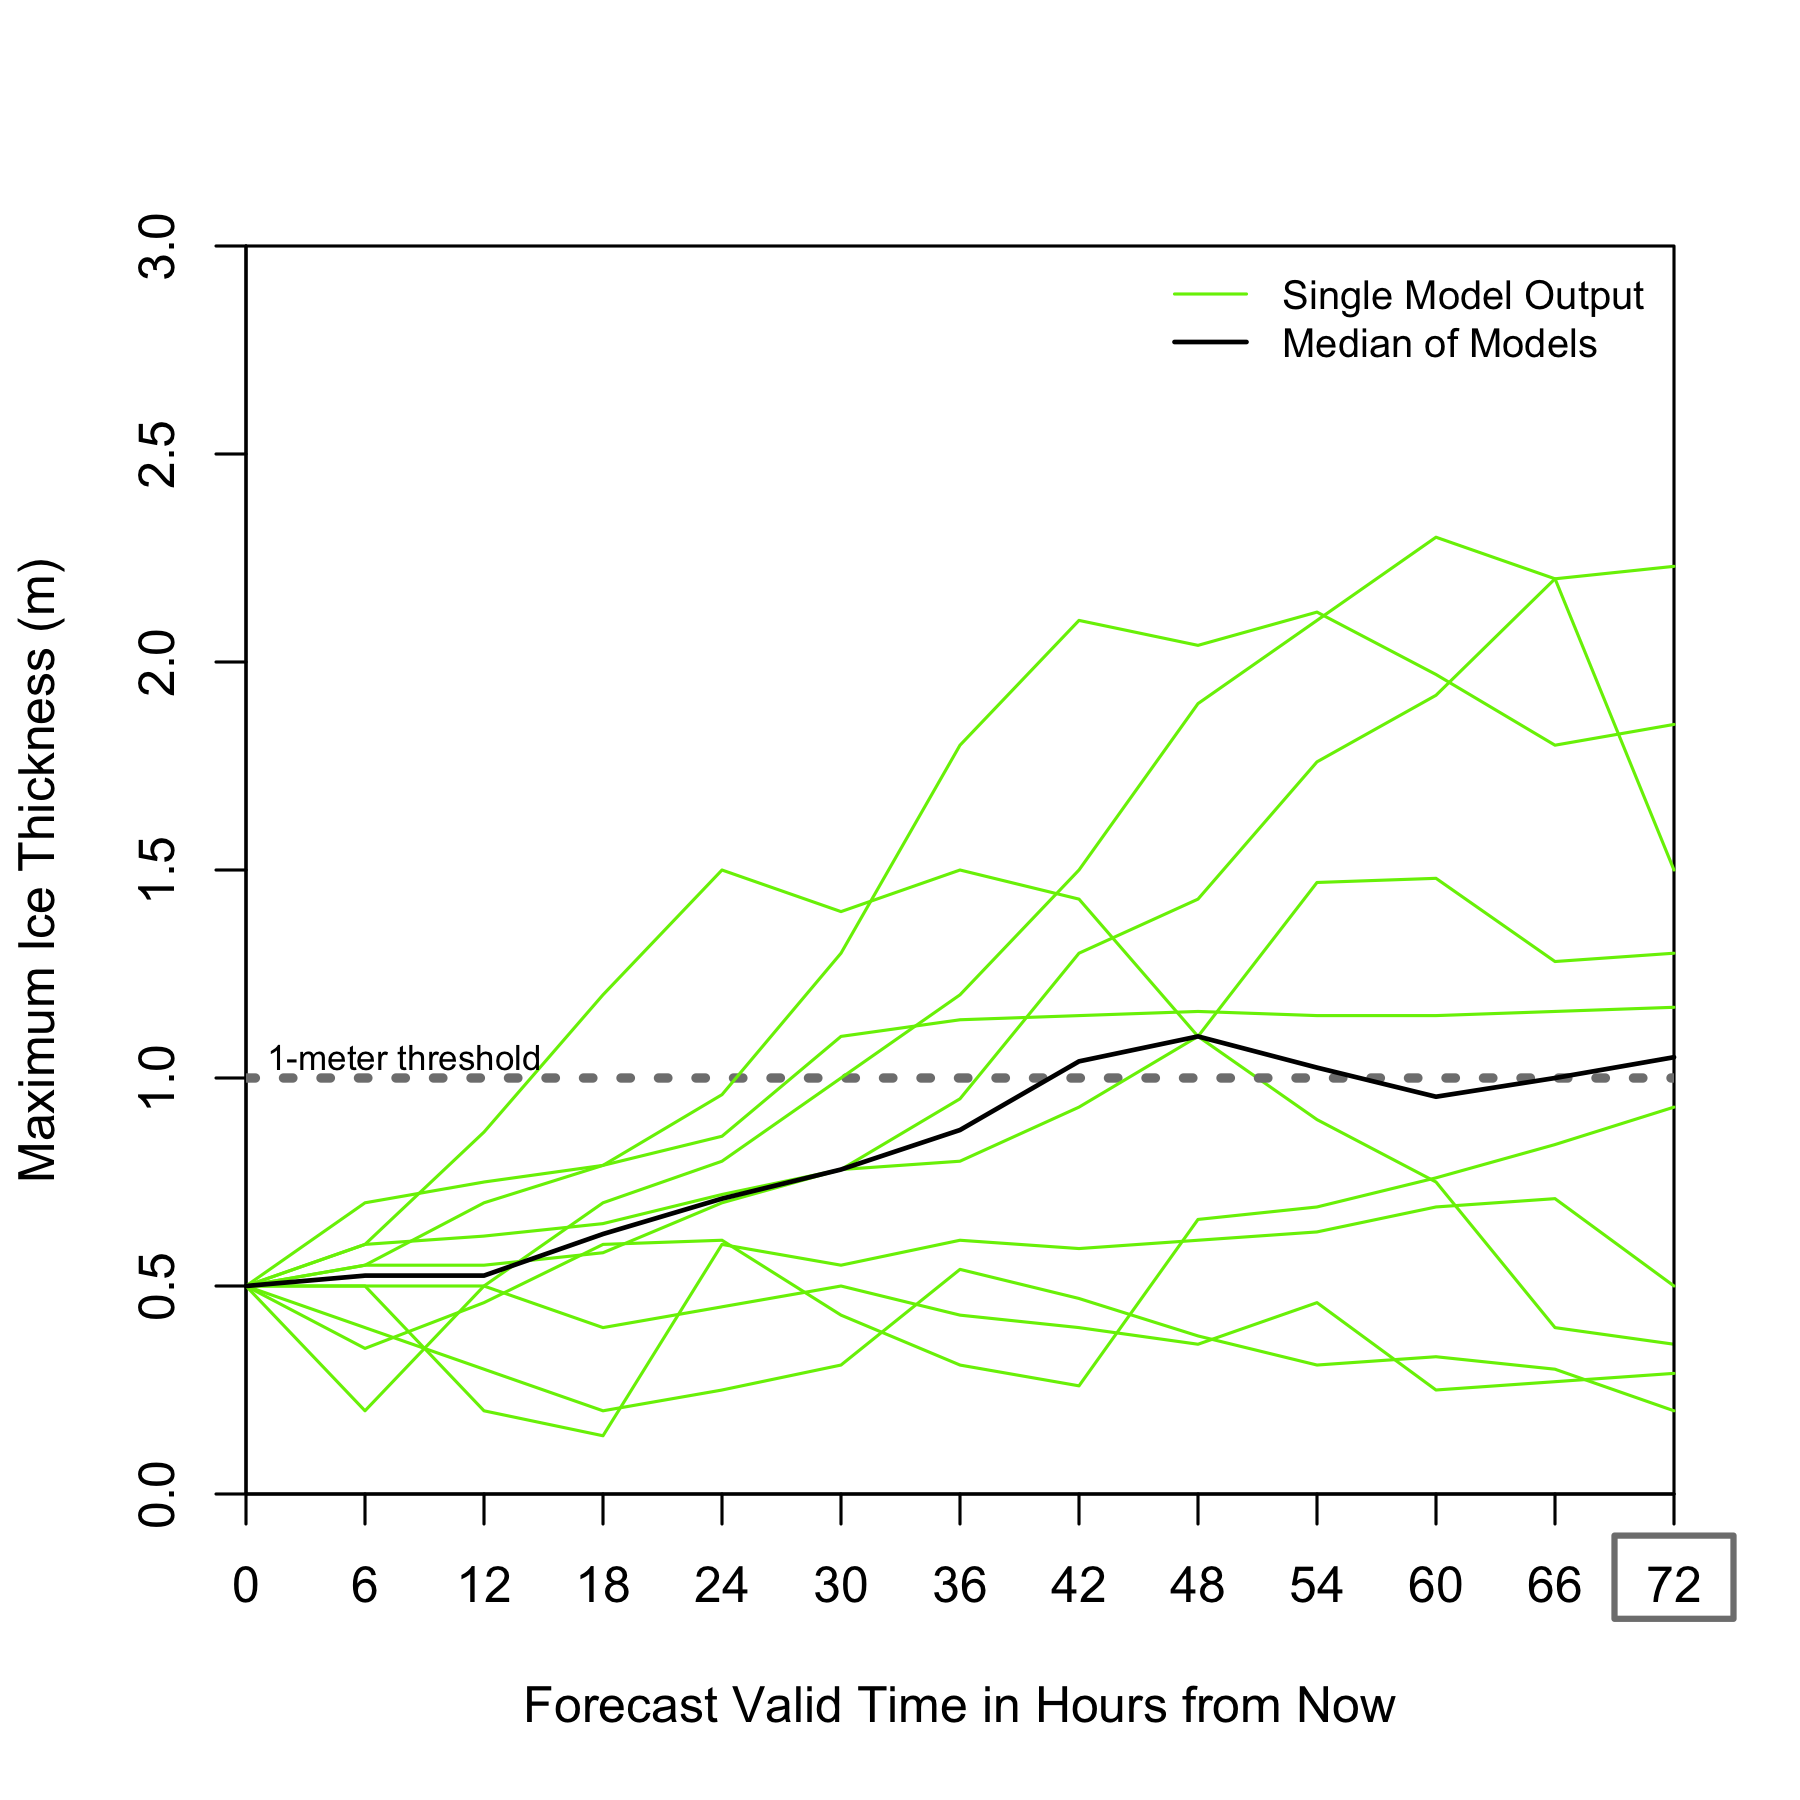 Single Model Output
Median of Models
Maximum Ice Thickness (m)
3.0
2.5
2.0
1.5
1.0
0.5
0.0
1-meter threshold
0 6 12 18 24 30 36 42 48 54 60 66 72
Forecast Valid Time in Hours from Now